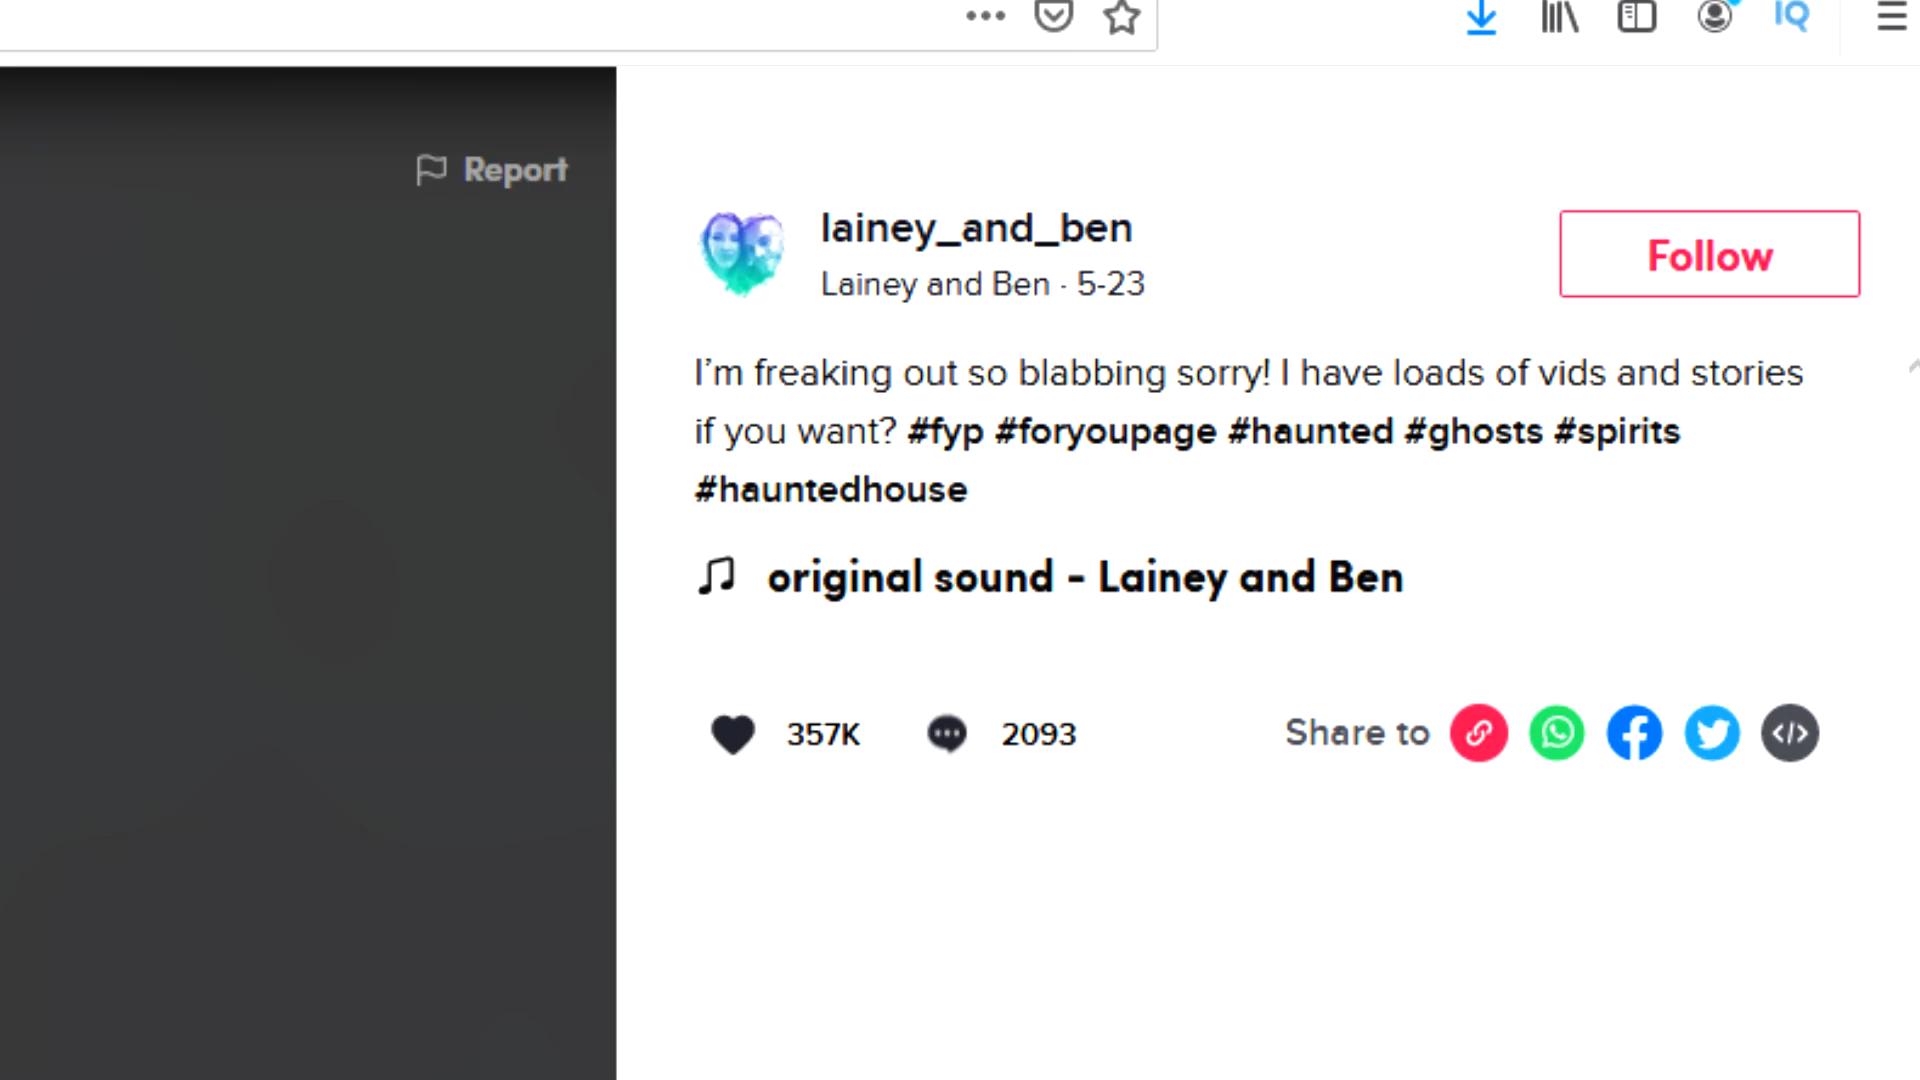 IQ
Report
lainey_and_ben
Lainey and Ben · 5-23
Follow
I'm freaking out so blabbing sorry! I have loads of vids and stories
if you want? #fyp #foryoupage #haunted #ghosts #spirits
#hauntedhouse
original sound - Lainey and Ben
357K
2093
Share to